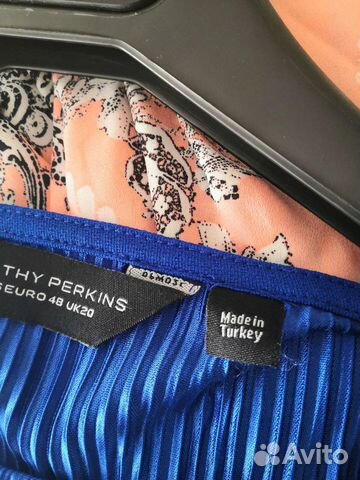 THY PERKINS
EURO 48 UK20
Made in
Turkey
Avito